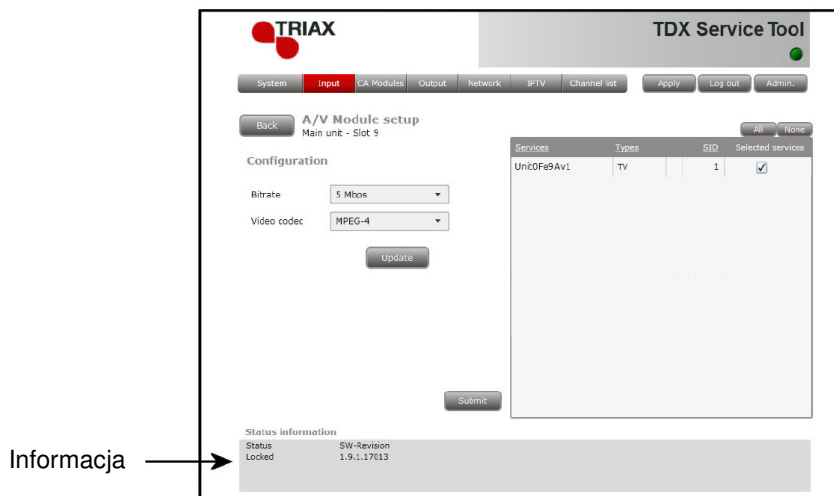 TRIAX
TDX Service Tool
System Input CA Modules Output Network IPTV Channel list Apply Log out Admin.
Back A/V Module setup
Main unit - Slot 9
All None
Services Types SID Selected services
Configuration
Unit0Fe9Av1 TV 1
Bitrate 5 Mbps
Video codec MPEG-4
Update
Submit
Status information
Status SW-Revision
Informacja
Locked 1.9.1.17013